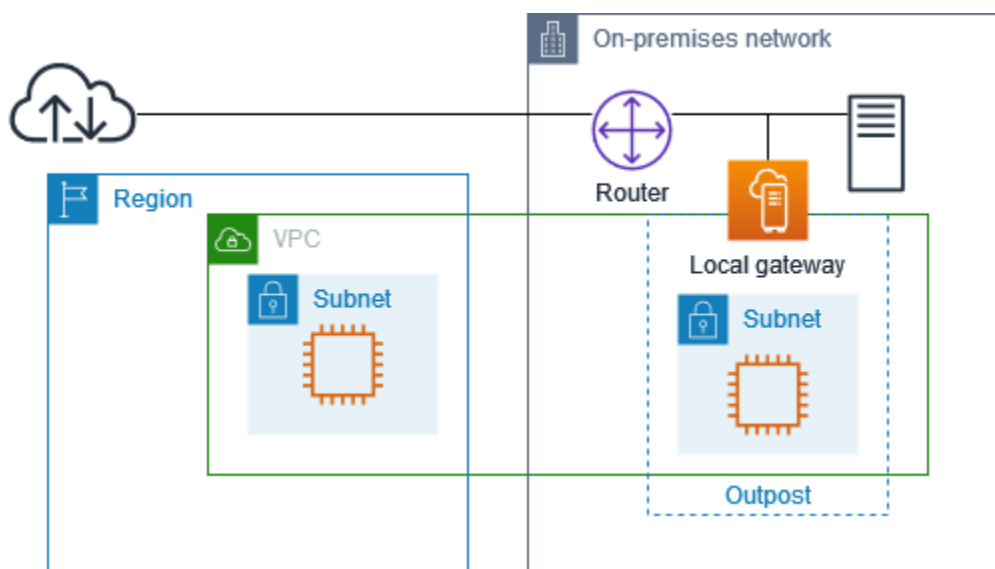 On-premises network
Router
Region
VPC
Local gateway
Subnet
Subnet
Outpost